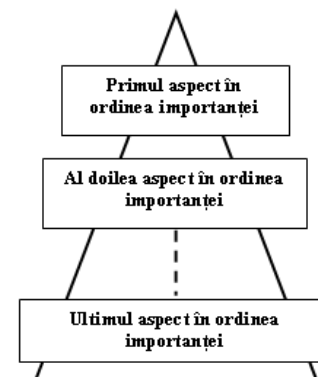 Primul aspect în
ordinea importanței
Al doilea aspect în ordinea
importanței
Ultimul aspect în ordinea
importanței